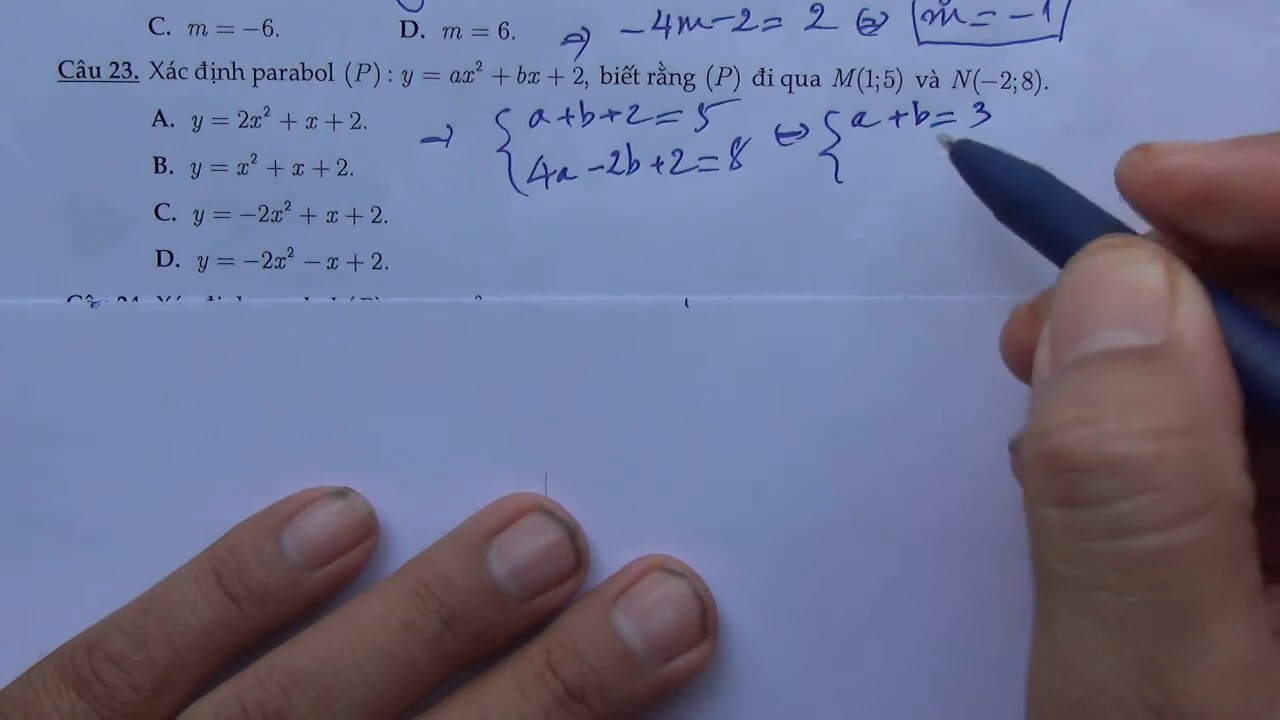 C. m = −6. D. m = 6. ⇒ −4m−2 = 2 ⇔ m = −1
Câu 23. Xác định parabol (P) : y = ax² + bx + 2, biết rằng (P) đi qua M(1;5) và N(−2;8).
A. y = 2x² + x + 2. ⇒ { a+b+2 = 5 ⇔ { a+b = 3
4a −2b+2 = 8
B. y = x² + x + 2.
C. y = −2x² + x + 2.
D. y = −2x² − x + 2.